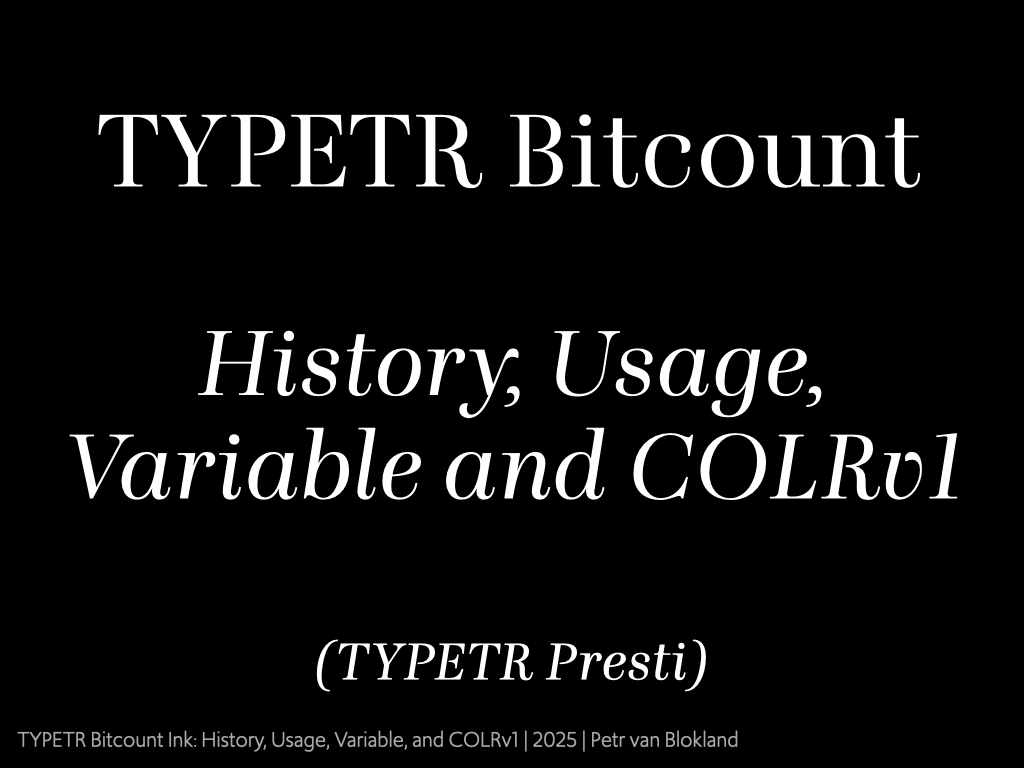 TYPETR Bitcount
History, Usage,
Variable and COLRv1
(TYPETR Presti)
TYPETR Bitcount Ink: History, Usage, Variable, and COLRv1 | 2025 | Petr van Blokland